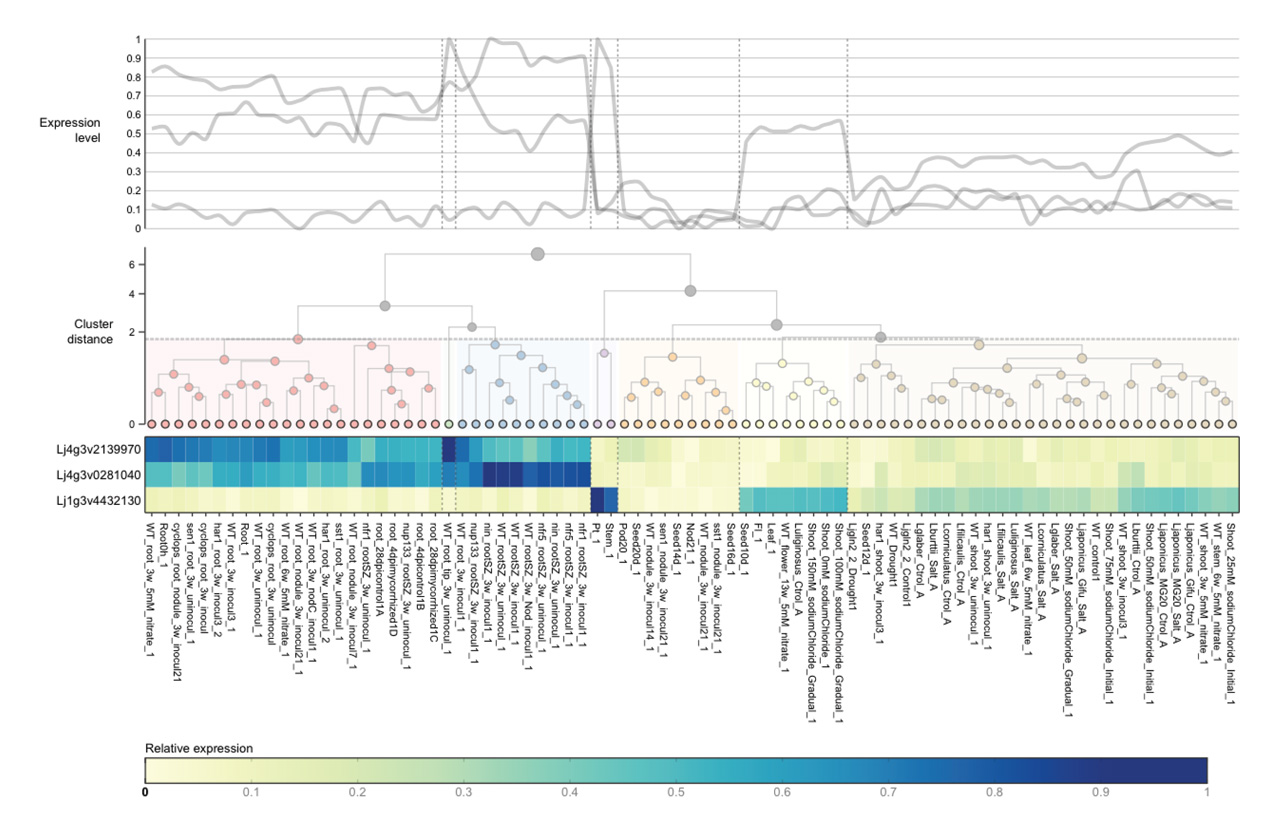 1
0.9
0.8
0.7
0.6
0.5
0.4
0.3
0.2
0.1
0
Expression
level
6
4
2
0
Cluster
distance
Lj4g3v2139970
Lj4g3v0281040
Lj1g3v4432130
WT_root_3w_5mM_nitrate_1
Root0h_1
cyclops_root_nodule_3w_inocul21
sen1_root_3w_uninocul_1
cyclops_root_3w_inocul
har1_root_3w_inocul3_2
WT_root_3w_inocul3_1
Root_1
WT_root_3w_uninocul_1
cyclops_root_3w_uninocul
WT_root_6w_5mM_nitrate_1
WT_root_nodule_3w_inocul21_1
WT_root_3w_nodC_inocul1_1
har1_root_3w_uninocul_2
sst1_root_3w_uninocul_1
WT_root_nodule_3w_inocul7_1
nfr1_rootSZ_3w_uninocul_1
root_28dpicontrol1A
root_4dpimycorrhized1D
nup133_rootSZ_3w_uninocul_1
root_4dpicontrol1B
root_28dpimycorrhized1C
WT_root_tip_3w_uninocul_1
WT_root_3w_inocul1_1
nup133_rootSZ_3w_inocul1_1
nin_rootSZ_3w_inocul1_1
WT_rootSZ_3w_uninocul_1
WT_rootSZ_3w_inocul1_1
WT_rootSZ_3w_Nod_inocul1_1
nfr5_rootSZ_3w_uninocul_1
nin_rootSZ_3w_uninocul_1
nfr5_rootSZ_3w_inocul1_1
nfr1_rootSZ_3w_inocul1_1
Pt_1
Stem_1
Pod20_1
Seed20d_1
WT_nodule_3w_inocul14_1
sen1_nodule_3w_inocul21_1
Seed14d_1
Nod21_1
WT_nodule_3w_inocul21_1
sst1_nodule_3w_inocul21_1
Seed16d_1
Seed10d_1
Fl_1
Leaf_1
WT_flower_13w_5mM_nitrate_1
Luliginosus_Ctrol_A
Shoot_150mM_sodiumChloride_Gradual_1
Shoot_0mM_sodiumChloride_1
Shoot_100mM_sodiumChloride_Gradual_1
Ligh2_2_Drought1
Seed12d_1
har1_shoot_3w_inocul3_1
WT_Drought1
Ligh2_2_Control1
Lglaber_Ctrol_A
Lburttii_Salt_A
Lcorniculatus_Ctrol_A
Lfilicaulis_Ctrol_A
WT_shoot_3w_uninocul_1
har1_shoot_3w_uninocul_1
Lfilicaulis_Salt_A
Luliginosus_Salt_A
WT_leaf_6w_5mM_nitrate_1
Lcorniculatus_Salt_A
Lglaber_Salt_A
Shoot_50mM_sodiumChloride_Gradual_1
Ljaponicus_Gifu_Salt_A
WT_control1
Shoot_75mM_sodiumChloride_Initial_1
WT_shoot_3w_inocul3_1
Lburttii_Ctrol_A
Shoot_50mM_sodiumChloride_Initial_1
Ljaponicus_MG20_Ctrol_A
Ljaponicus_MG20_Salt_A
Ljaponicus_Gifu_Ctrol_A
WT_shoot_3w_5mM_nitrate_1
WT_stem_6w_5mM_nitrate_1
Shoot_25mM_sodiumChloride_Initial_1
Relative expression
0 0.1 0.2 0.3 0.4 0.5 0.6 0.7 0.8 0.9 1